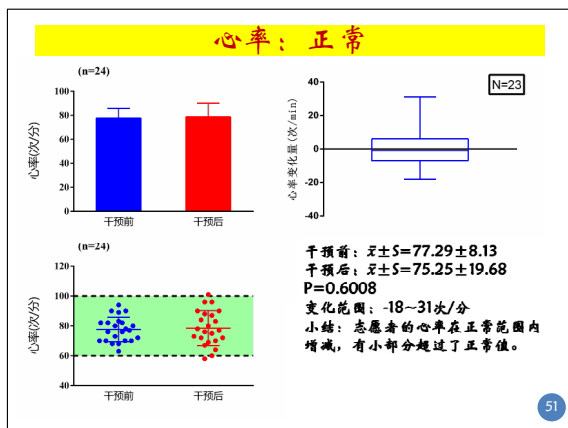 心率：正常
(n=24)
心率(次/分)
100
80
60
40
20
0
干预前
干预后
N=23
心率变化量(次/min)
40
20
0
-20
-40
(n=24)
心率(次/分)
120
100
80
60
40
干预前
干预后
干预前：x̄±S=77.29±8.13
干预后：x̄±S=75.25±19.68
P=0.6008
变化范围：-18~31次/分
小结：志愿者的心率在正常范围内
增减，有小部分超过了正常值。
51